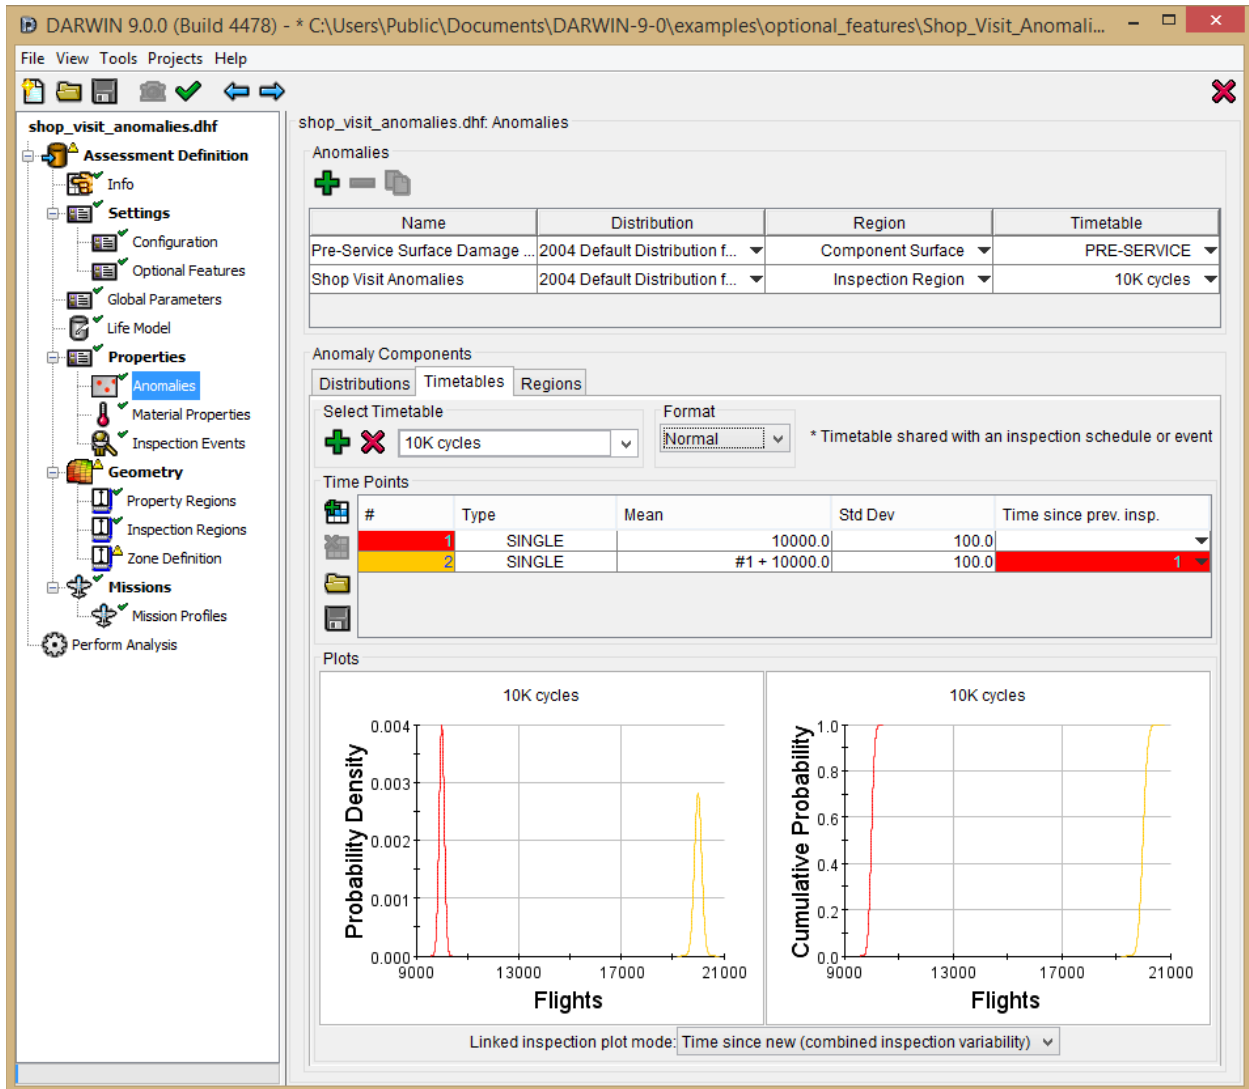 DARWIN 9.0.0 (Build 4478) - * C:\Users\Public\Documents\DARWIN-9-0\examples\optional_features\Shop_Visit_Anomali...
File View Tools Projects Help
shop_visit_anomalies.dhf
Assessment Definition
Info
Settings
Configuration
Optional Features
Global Parameters
Life Model
Properties
Anomalies
Material Properties
Inspection Events
Geometry
Property Regions
Inspection Regions
Zone Definition
Missions
Mission Profiles
Perform Analysis
shop_visit_anomalies.dhf: Anomalies
Anomalies
Name Distribution Region Timetable
Pre-Service Surface Damage ... 2004 Default Distribution f... Component Surface PRE-SERVICE
Shop Visit Anomalies 2004 Default Distribution f... Inspection Region 10K cycles
Anomaly Components
Distributions Timetables Regions
Select Timetable Format
10K cycles Normal * Timetable shared with an inspection schedule or event
Time Points
# Type Mean Std Dev Time since prev. insp.
1 SINGLE 10000.0 100.0
2 SINGLE #1 + 10000.0 100.0 1
Plots
10K cycles
0.004
0.003
0.002
0.001
0.000
Probability Density
9000 13000 17000 21000
Flights
10K cycles
1.0
0.8
0.6
0.4
0.2
0.0
Cumulative Probability
9000 13000 17000 21000
Flights
Linked inspection plot mode: Time since new (combined inspection variability)